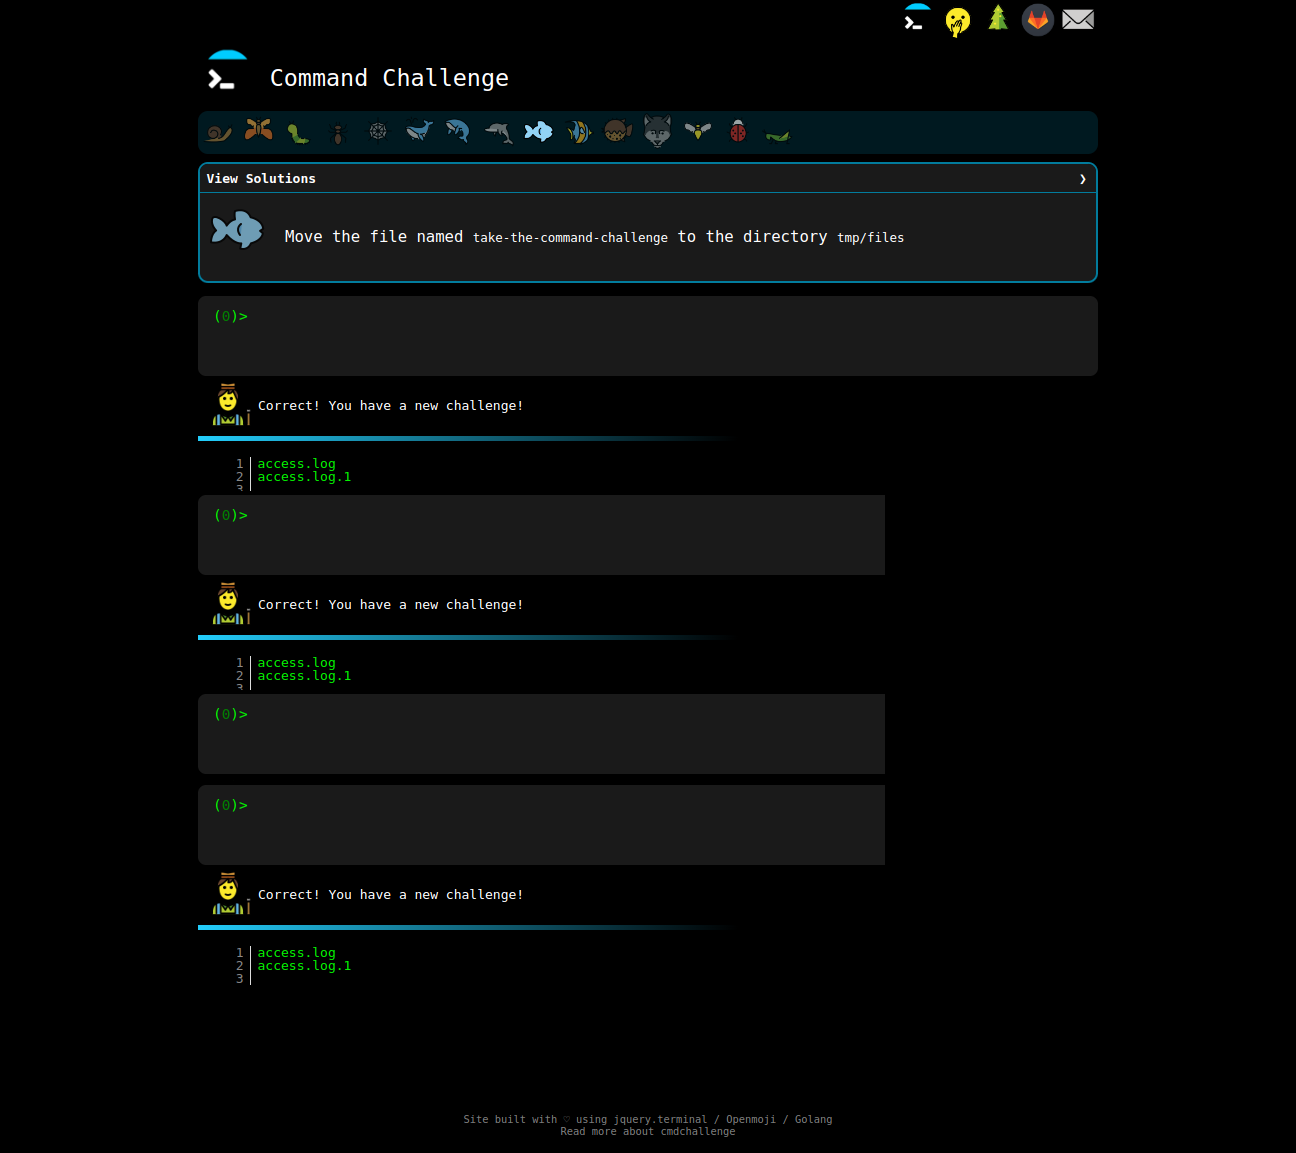 Command Challenge
View Solutions ❯
Move the file named take-the-command-challenge to the directory tmp/files
(0)>
Correct! You have a new challenge!
1 access.log
2 access.log.1
3
(0)>
Correct! You have a new challenge!
1 access.log
2 access.log.1
3
(0)>
(0)>
Correct! You have a new challenge!
1 access.log
2 access.log.1
3
Site built with ♡ using jquery.terminal / Openmoji / Golang
Read more about cmdchallenge